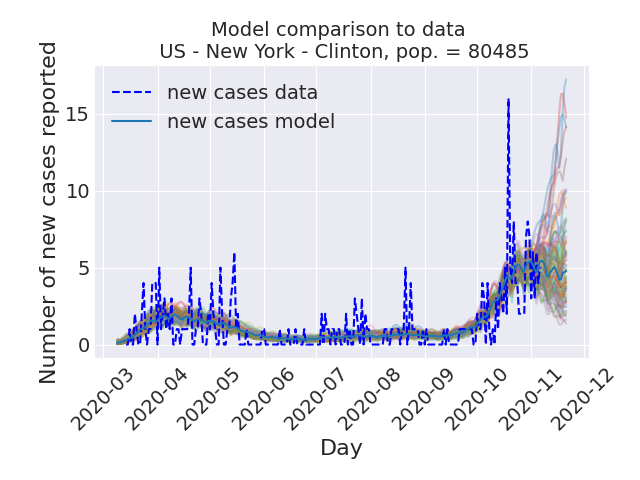 Model comparison to data
US - New York - Clinton, pop. = 80485
Number of new cases reported
new cases data
new cases model
15
10
5
0
2020-03
2020-04
2020-05
2020-06
2020-07
2020-08
2020-09
2020-10
2020-11
2020-12
Day